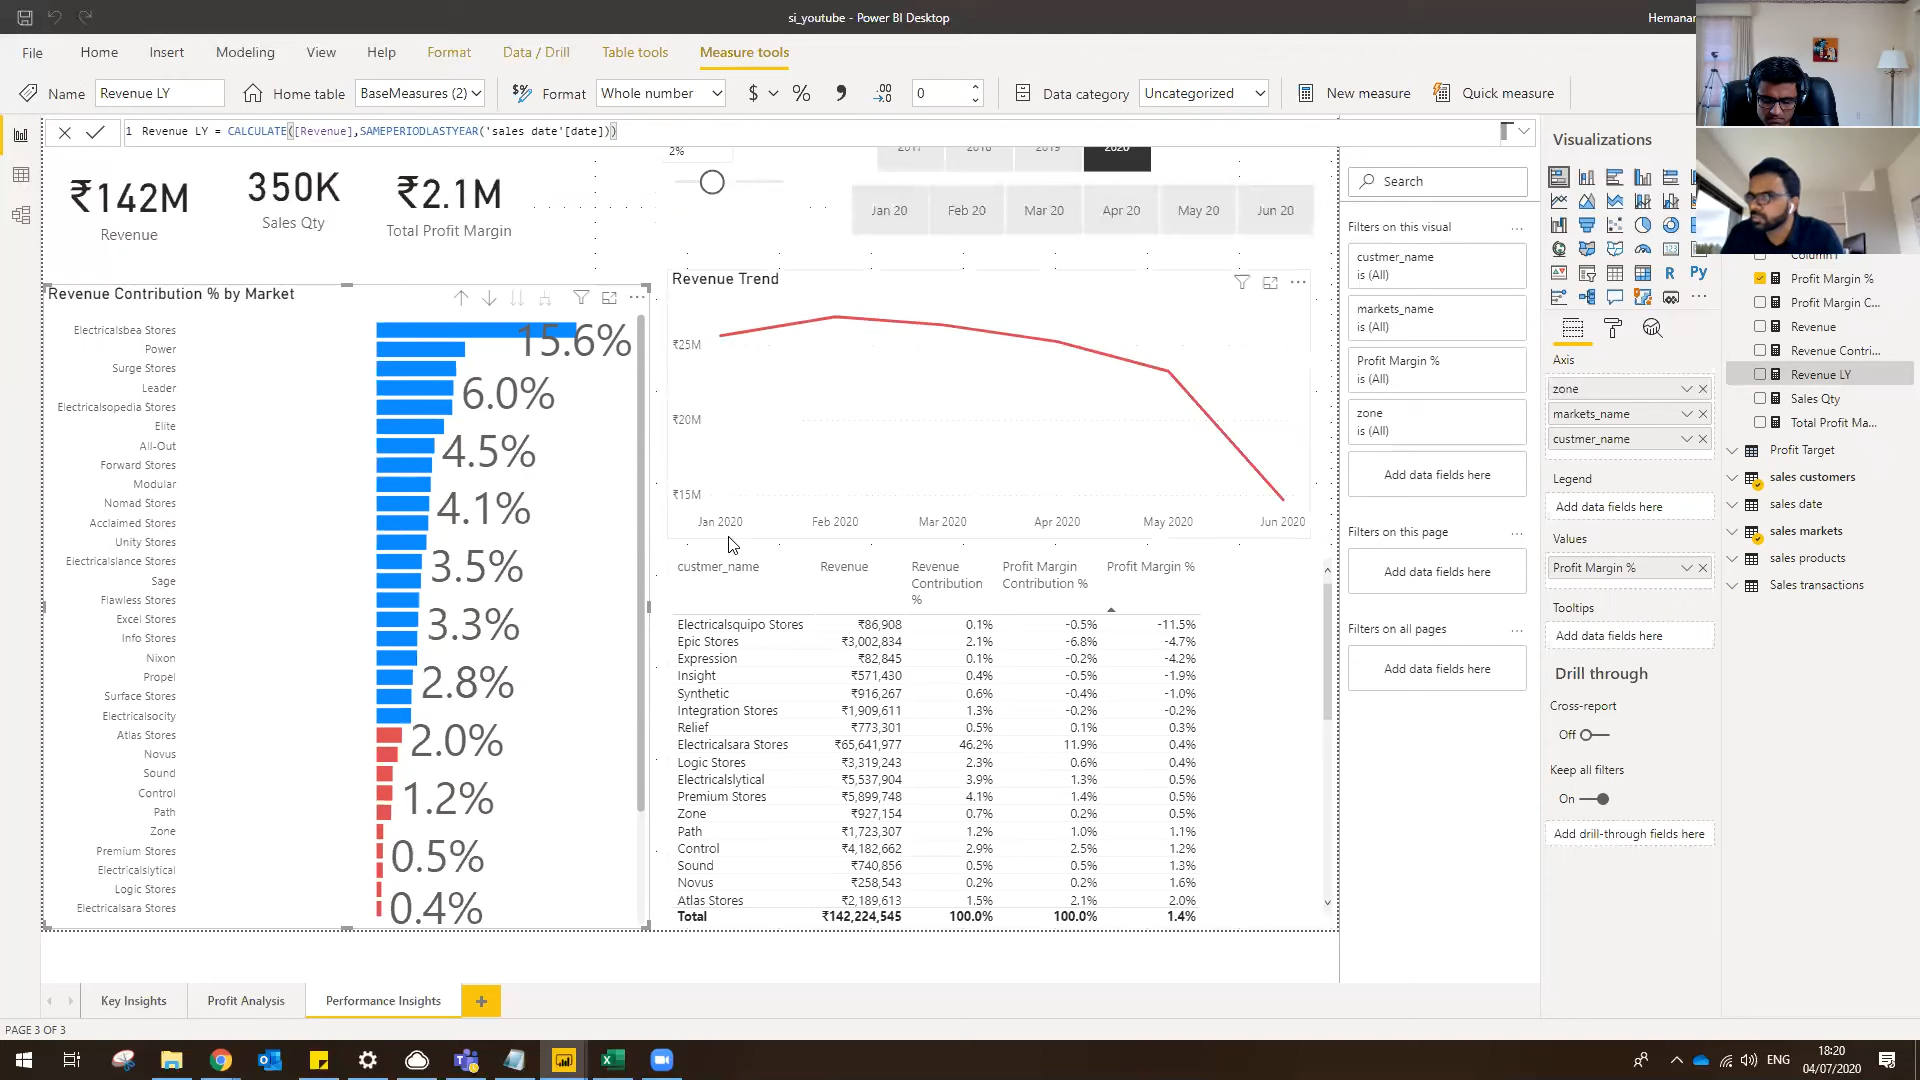 si_youtube - Power BI Desktop
Hemanan
File Home Insert Modeling View Help Format Data / Drill Table tools Measure tools
Name Revenue LY Home table BaseMeasures (2) Format Whole number $ % 0 Data category Uncategorized New measure Quick measure
1 Revenue LY = CALCULATE([Revenue],SAMEPERIODLASTYEAR('sales date'[date]))
₹142M
Revenue
350K
Sales Qty
₹2.1M
Total Profit Margin
2%
2017 2018 2019 2020
Jan 20 Feb 20 Mar 20 Apr 20 May 20 Jun 20
Revenue Contribution % by Market
Electricalsbea Stores
Power
Surge Stores
Leader
Electricalsopedia Stores
Elite
All-Out
Forward Stores
Modular
Nomad Stores
Acclaimed Stores
Unity Stores
Electricalslance Stores
Sage
Flawless Stores
Excel Stores
Info Stores
Nixon
Propel
Surface Stores
Electricalsocity
Atlas Stores
Novus
Sound
Control
Path
Zone
Premium Stores
Electricalslytical
Logic Stores
Electricalsara Stores
15.6%
6.0%
4.5%
4.1%
3.5%
3.3%
2.8%
2.0%
1.2%
0.5%
0.4%
Revenue Trend
₹25M
₹20M
₹15M
Jan 2020 Feb 2020 Mar 2020 Apr 2020 May 2020 Jun 2020
custmer_name Revenue Revenue Contribution % Profit Margin Contribution % Profit Margin %
Electricalsquipo Stores ₹86,908 0.1% -0.5% -11.5%
Epic Stores ₹3,002,834 2.1% -6.8% -4.7%
Expression ₹82,845 0.1% -0.2% -4.2%
Insight ₹571,430 0.4% -0.5% -1.9%
Synthetic ₹916,267 0.6% -0.4% -1.0%
Integration Stores ₹1,909,611 1.3% -0.2% -0.2%
Relief ₹773,301 0.5% 0.1% 0.3%
Electricalsara Stores ₹65,641,977 46.2% 11.9% 0.4%
Logic Stores ₹3,319,243 2.3% 0.6% 0.4%
Electricalslytical ₹5,537,904 3.9% 1.3% 0.5%
Premium Stores ₹5,899,748 4.1% 1.4% 0.5%
Zone ₹927,154 0.7% 0.2% 0.5%
Path ₹1,723,307 1.2% 1.0% 1.1%
Control ₹4,182,662 2.9% 2.5% 1.2%
Sound ₹740,856 0.5% 0.5% 1.3%
Novus ₹258,543 0.2% 0.2% 1.6%
Atlas Stores ₹2,189,613 1.5% 2.1% 2.0%
Total ₹142,224,545 100.0% 100.0% 1.4%
Search
Filters on this visual ...
custmer_name
is (All)
markets_name
is (All)
Profit Margin %
is (All)
zone
is (All)
Add data fields here
Filters on this page ...
Add data fields here
Filters on all pages ...
Add data fields here
Visualizations
R Py
Axis
zone
markets_name
custmer_name
Legend
Add data fields here
Values
Profit Margin %
Tooltips
Add data fields here
Drill through
Cross-report
Off
Keep all filters
On
Add drill-through fields here
Profit Margin %
Profit Margin C...
Revenue
Revenue Contri...
Revenue LY
Sales Qty
Total Profit Ma...
Profit Target
sales customers
sales date
sales markets
sales products
Sales transactions
Key Insights Profit Analysis Performance Insights +
PAGE 3 OF 3
ENG
18:20
04/07/2020